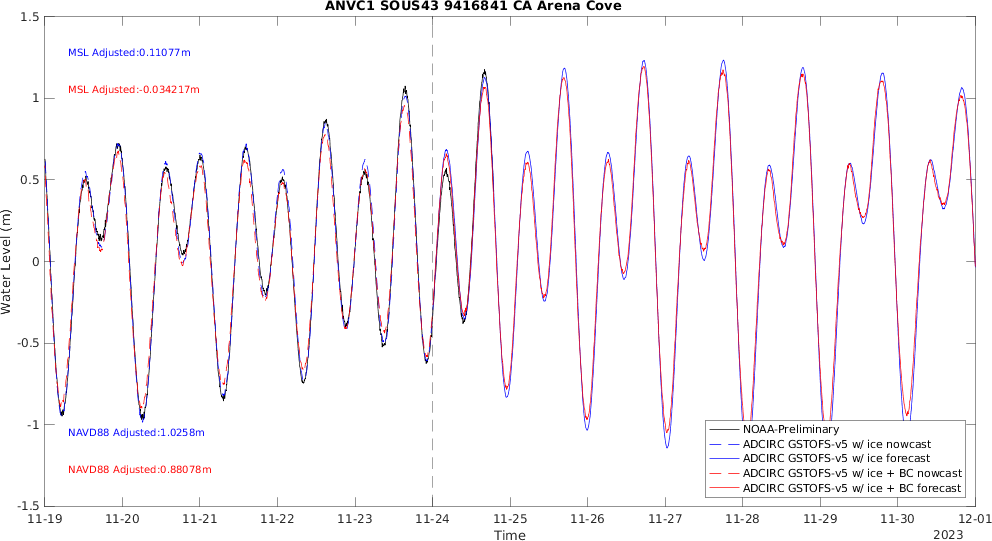 ANVC1 SOUS43 9416841 CA Arena Cove
MSL Adjusted:0.11077m
MSL Adjusted:-0.034217m
NAVD88 Adjusted:1.0258m
NAVD88 Adjusted:0.88078m
Water Level (m)
1.5
1
0.5
0
-0.5
-1
-1.5
NOAA-Preliminary
ADCIRC GSTOFS-v5 w/ ice nowcast
ADCIRC GSTOFS-v5 w/ ice forecast
ADCIRC GSTOFS-v5 w/ ice + BC nowcast
ADCIRC GSTOFS-v5 w/ ice + BC forecast
11-19 11-20 11-21 11-22 11-23 11-24 11-25 11-26 11-27 11-28 11-29 11-30 12-01
Time
2023